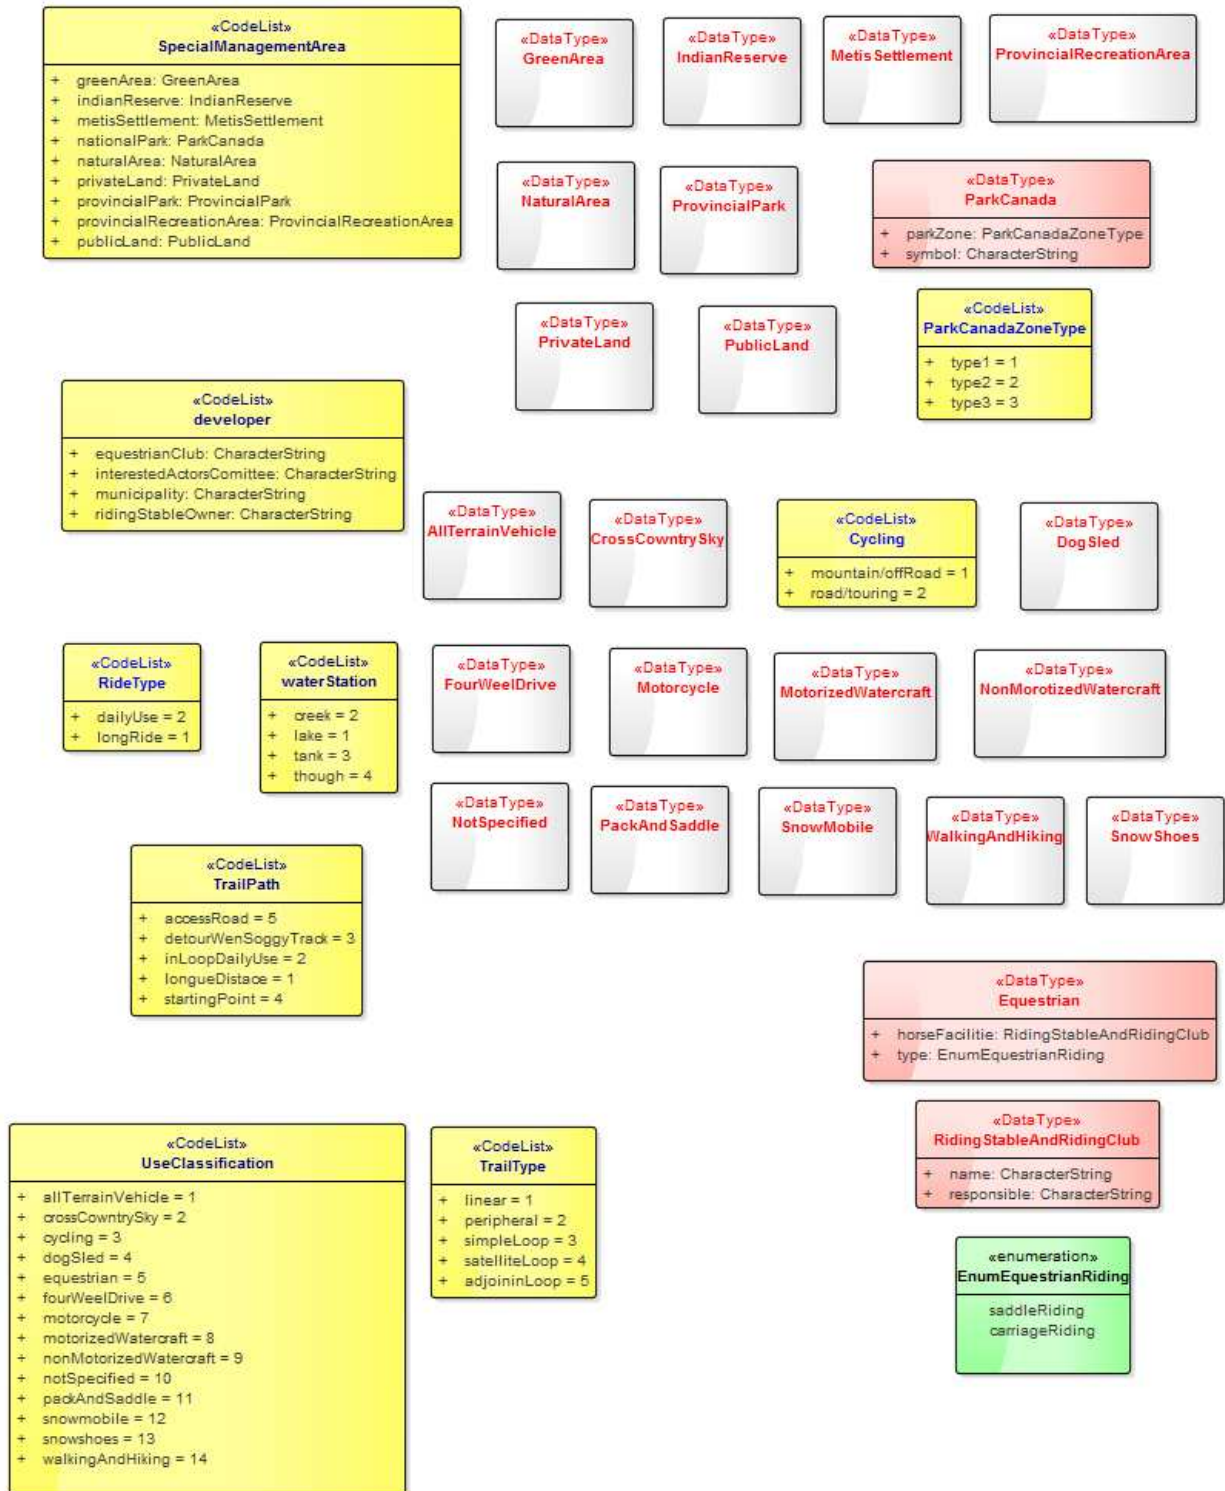 «CodeList»
SpecialManagementArea
+ greenArea: GreenArea
+ indianReserve: IndianReserve
+ metisSettlement: MetisSettlement
+ nationalPark: ParkCanada
+ naturalArea: NaturalArea
+ privateLand: PrivateLand
+ provincialPark: ProvincialPark
+ provincialRecreationArea: ProvincialRecreationArea
+ publicLand: PublicLand
«DataType»
GreenArea
«DataType»
IndianReserve
«DataType»
MetisSettlement
«DataType»
ProvincialRecreationArea
«DataType»
NaturalArea
«DataType»
ProvincialPark
«DataType»
ParkCanada
+ parkZone: ParkCanadaZoneType
+ symbol: CharacterString
«DataType»
PrivateLand
«DataType»
PublicLand
«CodeList»
ParkCanadaZoneType
+ type1 = 1
+ type2 = 2
+ type3 = 3
«CodeList»
developer
+ equestrianClub: CharacterString
+ interestedActorsComittee: CharacterString
+ municipality: CharacterString
+ ridingStableOwner: CharacterString
«DataType»
AllTerrainVehicle
«DataType»
CrossCowntrySky
«CodeList»
Cycling
+ mountain/offRoad = 1
+ road/touring = 2
«DataType»
DogSled
«CodeList»
RideType
+ dailyUse = 2
+ longRide = 1
«CodeList»
waterStation
+ creek = 2
+ lake = 1
+ tank = 3
+ though = 4
«DataType»
FourWeelDrive
«DataType»
Motorcycle
«DataType»
MotorizedWatercraft
«DataType»
NonMorotizedWatercraft
«DataType»
NotSpecified
«DataType»
PackAndSaddle
«DataType»
SnowMobile
«DataType»
WalkingAndHiking
«DataType»
SnowShoes
«CodeList»
TrailPath
+ accessRoad = 5
+ detourWenSoggyTrack = 3
+ inLoopDailyUse = 2
+ longueDistace = 1
+ startingPoint = 4
«DataType»
Equestrian
+ horseFacilitie: RidingStableAndRidingClub
+ type: EnumEquestrianRiding
«DataType»
RidingStableAndRidingClub
+ name: CharacterString
+ responsible: CharacterString
«CodeList»
UseClassification
+ allTerrainVehicle = 1
+ crossCowntrySky = 2
+ cycling = 3
+ dogSled = 4
+ equestrian = 5
+ fourWeelDrive = 6
+ motorcycle = 7
+ motorizedWatercraft = 8
+ nonMotorizedWatercraft = 9
+ notSpecified = 10
+ packAndSaddle = 11
+ snowmobile = 12
+ snowshoes = 13
+ walkingAndHiking = 14
«CodeList»
TrailType
+ linear = 1
+ peripheral = 2
+ simpleLoop = 3
+ satelliteLoop = 4
+ adjoininLoop = 5
«enumeration»
EnumEquestrianRiding
saddleRiding
carriageRiding